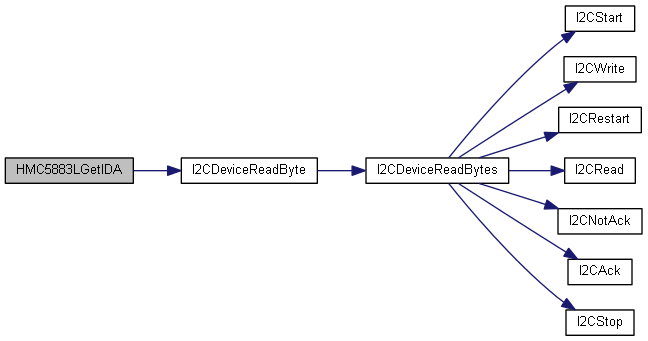 HMC5883LGetIDA
I2CDeviceReadByte
I2CDeviceReadBytes
I2CStart
I2CWrite
I2CRestart
I2CRead
I2CNotAck
I2CAck
I2CStop